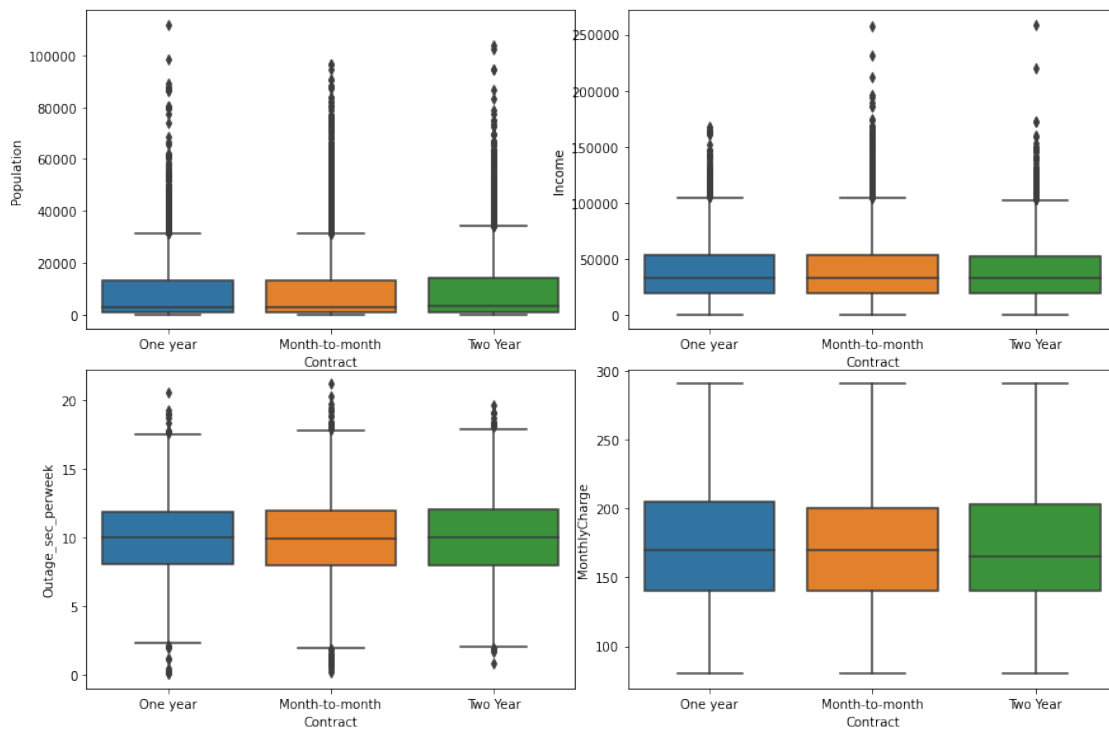 Population
100000
80000
60000
40000
20000
0
One year Month-to-month Two Year
Contract
Income
250000
200000
150000
100000
50000
0
One year Month-to-month Two Year
Contract
Outage_sec_perweek
20
15
10
5
0
One year Month-to-month Two Year
Contract
MonthlyCharge
300
250
200
150
100
One year Month-to-month Two Year
Contract